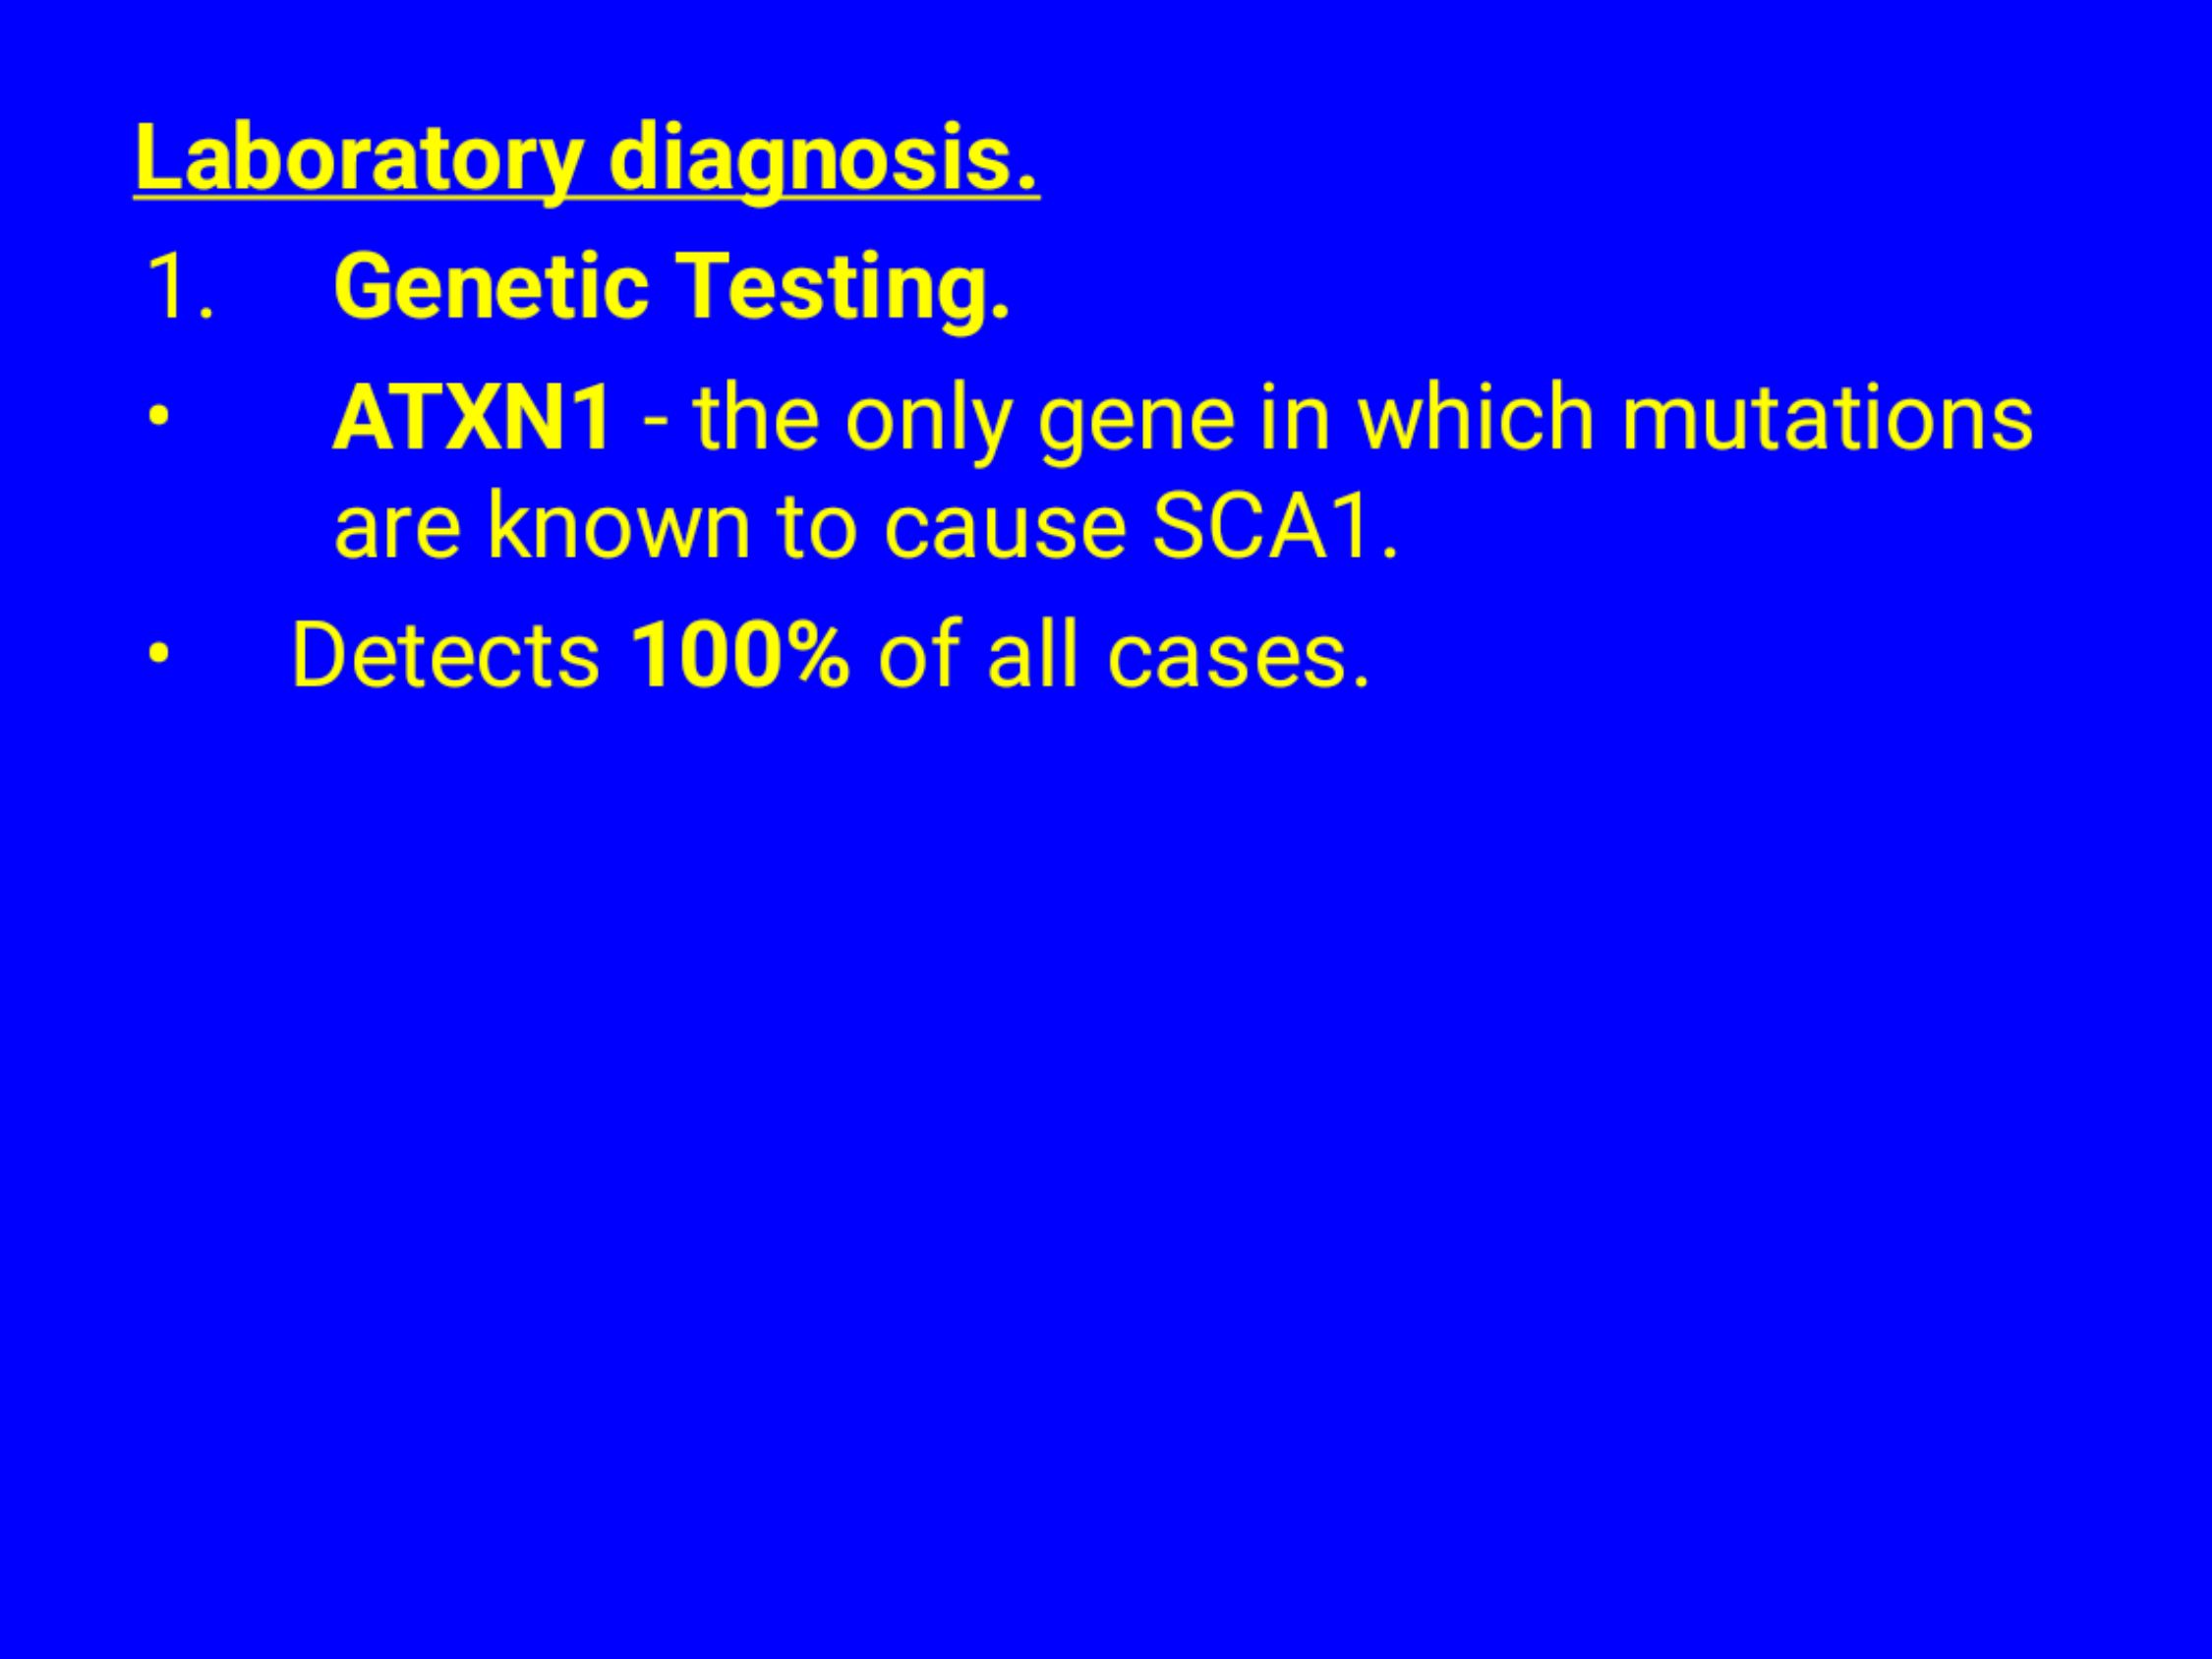 Laboratory diagnosis.
1. Genetic Testing.
• ATXN1 - the only gene in which mutations
are known to cause SCA1.
• Detects 100% of all cases.